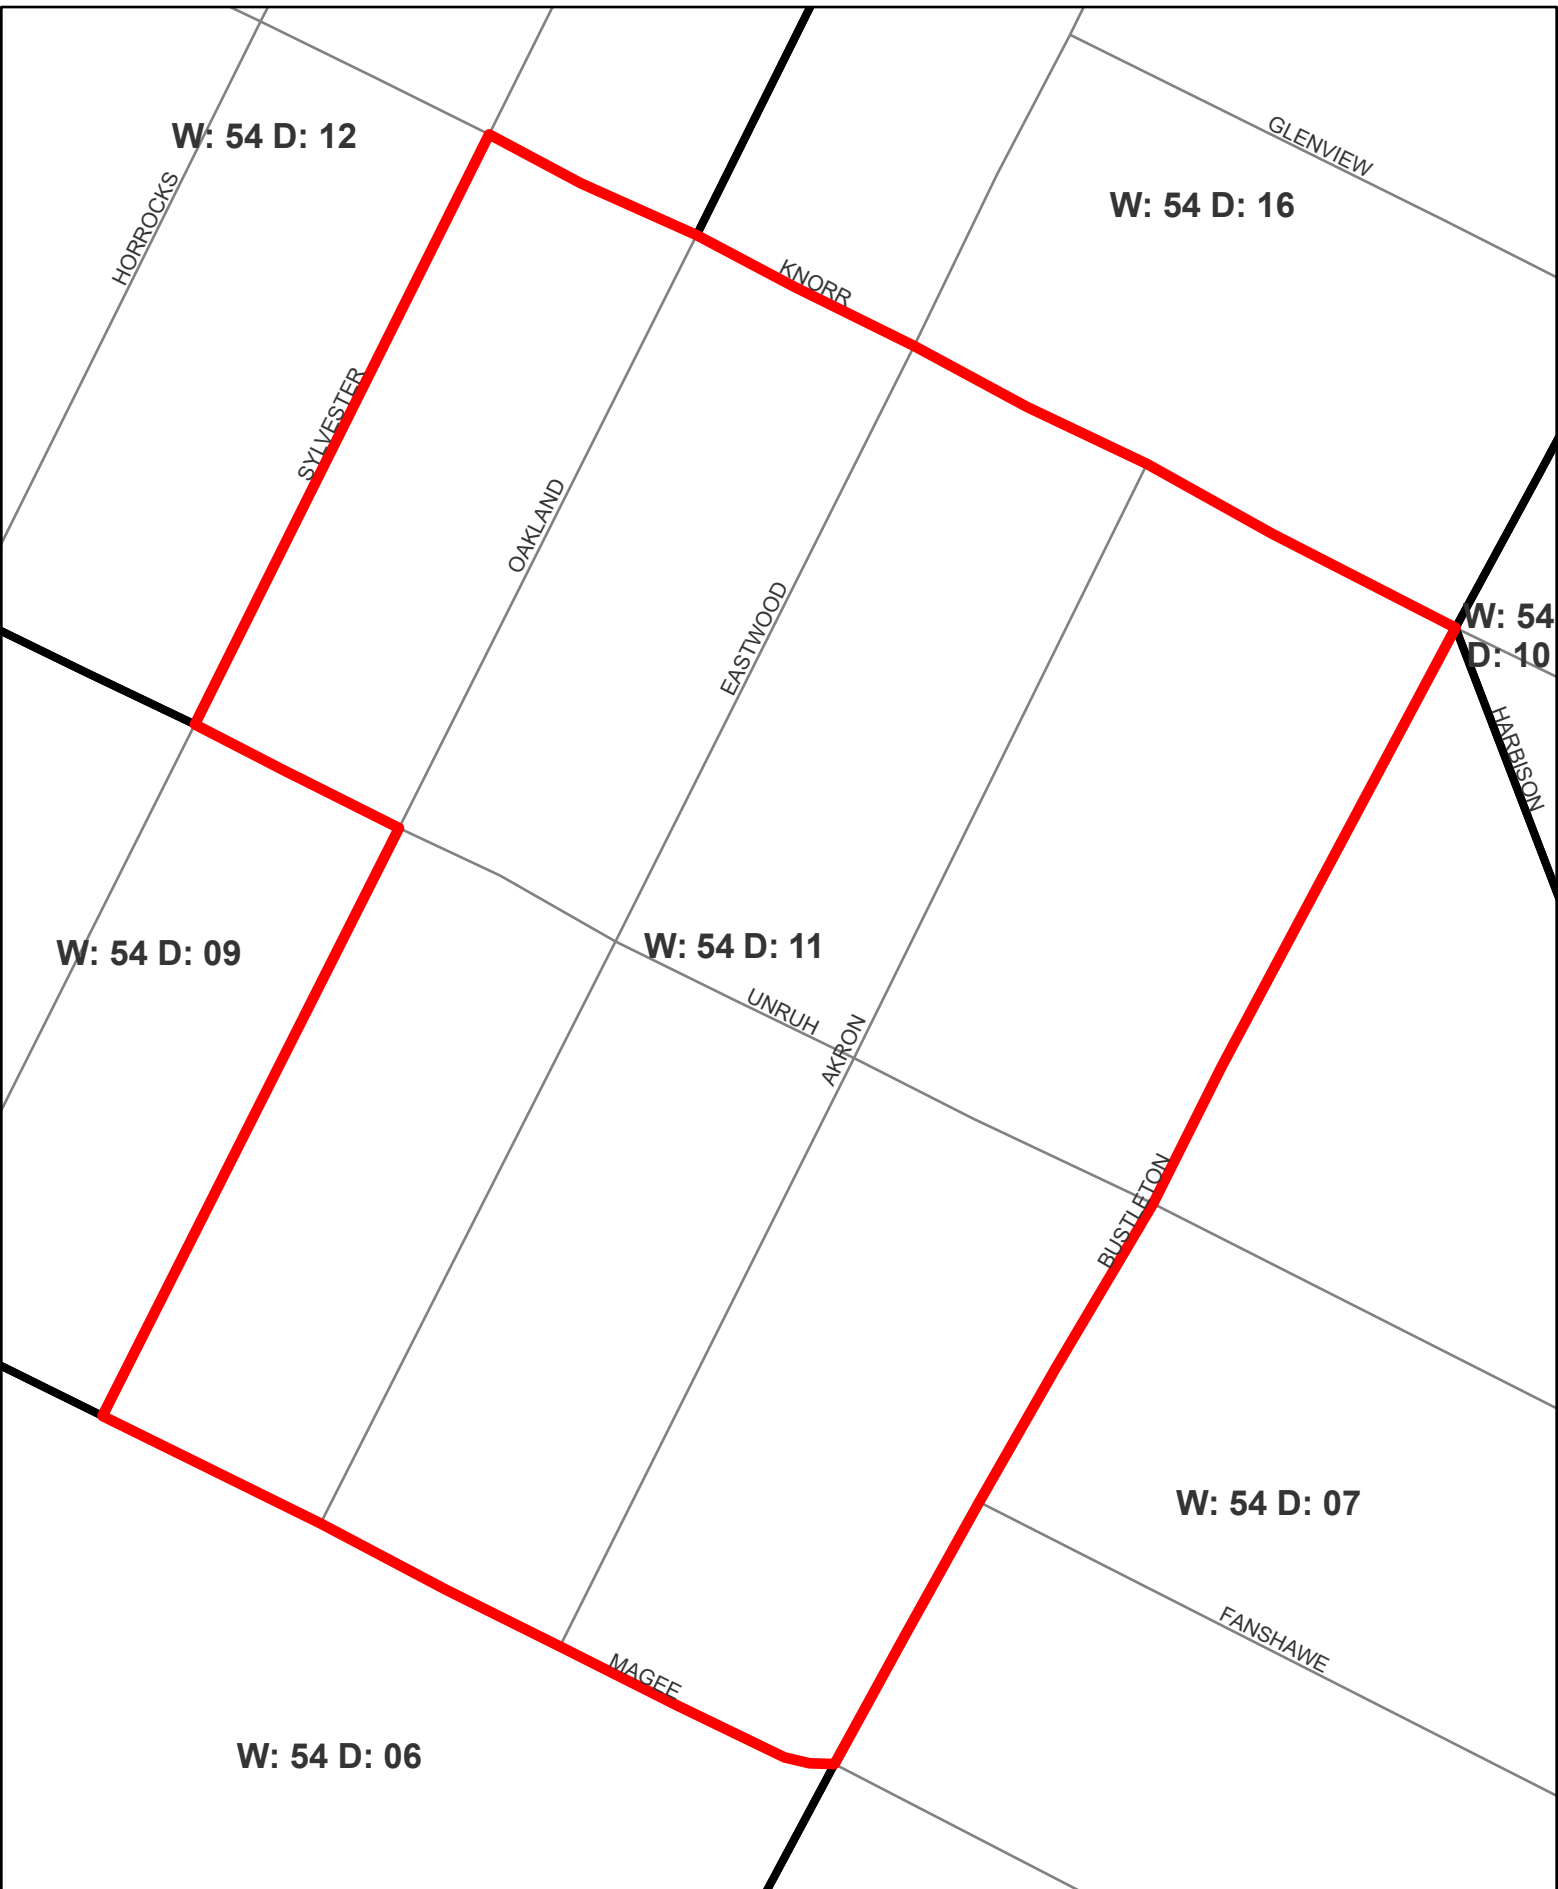 GLENVIEW
W: 54 D: 12
HORROCKS
W: 54 D: 16
KNORR
SYLVESTER
OAKLAND
EASTWOOD
W: 54
D: 10
HARBISON
W: 54 D: 09
W: 54 D: 11
UNRUH
AKRON
BUSTLETON
W: 54 D: 07
FANSHAWE
MAGEE
W: 54 D: 06